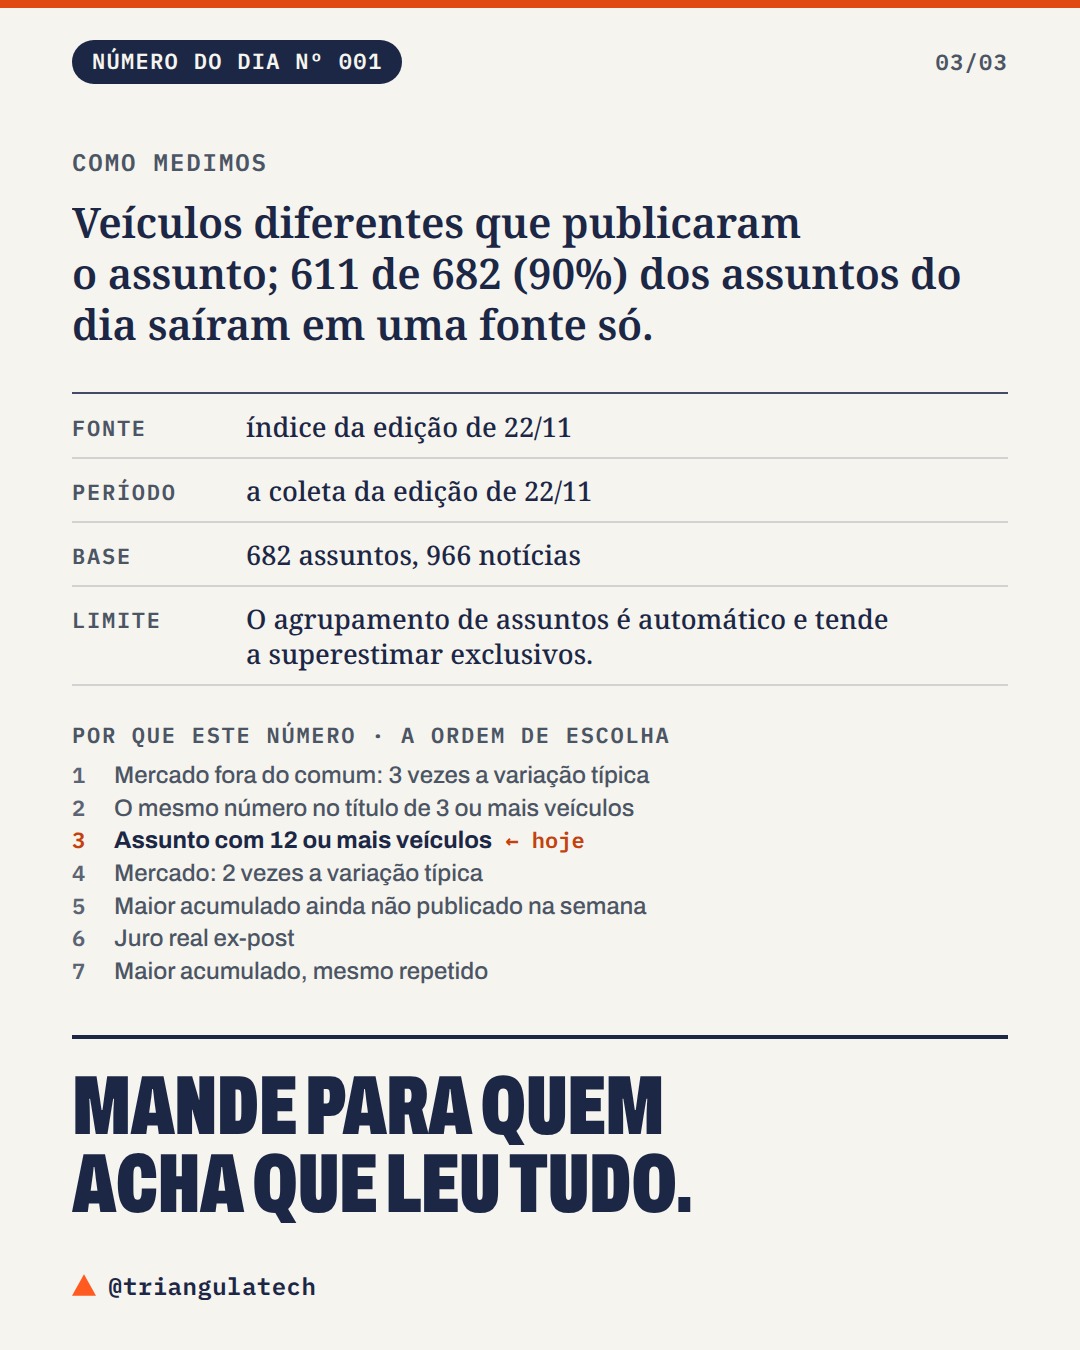 NÚMERO DO DIA Nº 001
03/03
COMO MEDIMOS
Veículos diferentes que publicaram
o assunto; 611 de 682 (90%) dos assuntos do
dia saíram em uma fonte só.
FONTE índice da edição de 22/11
PERÍODO a coleta da edição de 22/11
BASE 682 assuntos, 966 notícias
LIMITE O agrupamento de assuntos é automático e tende
a superestimar exclusivos.
POR QUE ESTE NÚMERO · A ORDEM DE ESCOLHA
1 Mercado fora do comum: 3 vezes a variação típica
2 O mesmo número no título de 3 ou mais veículos
3 Assunto com 12 ou mais veículos ← hoje
4 Mercado: 2 vezes a variação típica
5 Maior acumulado ainda não publicado na semana
6 Juro real ex-post
7 Maior acumulado, mesmo repetido
MANDE PARA QUEM
ACHA QUE LEU TUDO.
@triangulatech